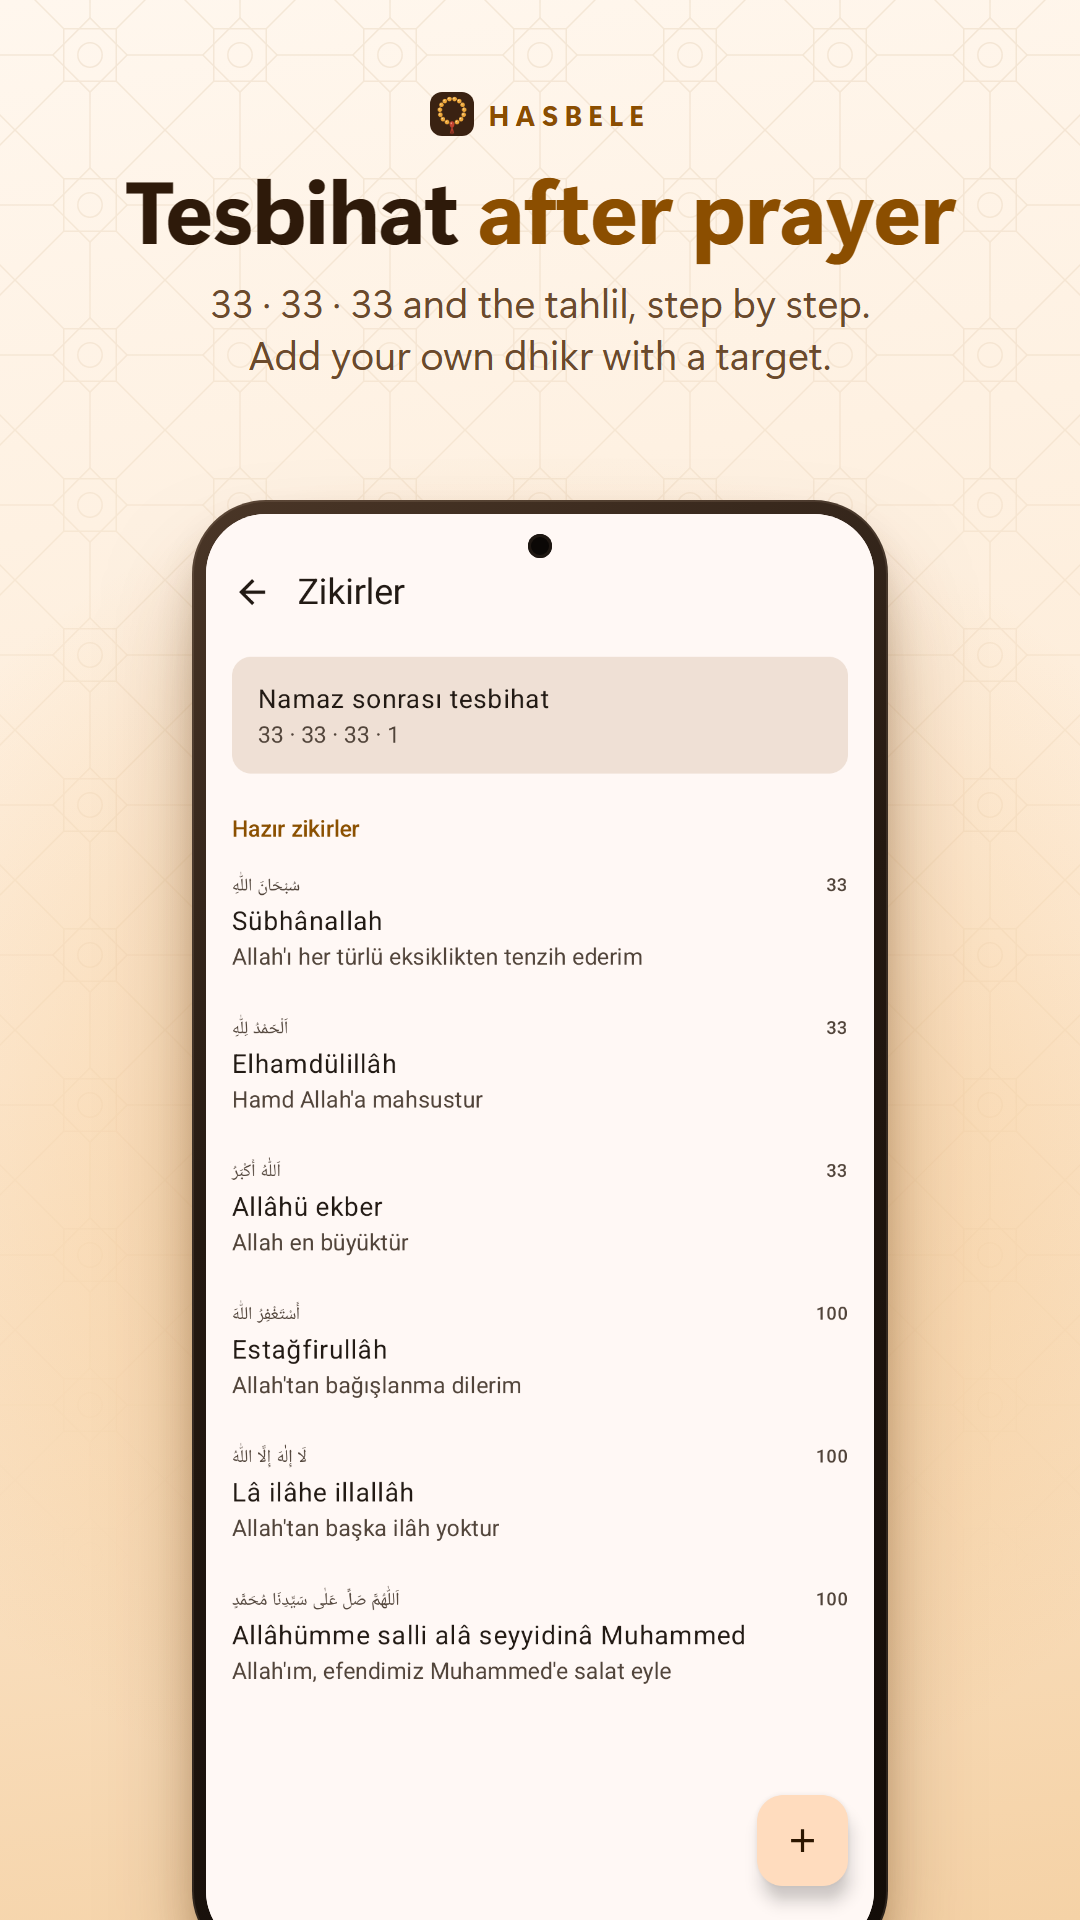 HASBELE
Tesbihat after prayer
33 · 33 · 33 and the tahlil, step by step.
Add your own dhikr with a target.
Zikirler
Namaz sonrası tesbihat
33 · 33 · 33 · 1
Hazır zikirler
سُبْحَانَ اللّٰهِ
33
Sübhânallah
Allah'ı her türlü eksiklikten tenzih ederim
اَلْحَمْدُ لِلّٰهِ
33
Elhamdülillâh
Hamd Allah'a mahsustur
اَللّٰهُ أَكْبَرُ
33
Allâhü ekber
Allah en büyüktür
أَسْتَغْفِرُ اللّٰهَ
100
Estağfirullâh
Allah'tan bağışlanma dilerim
لَا إِلٰهَ إِلَّا اللّٰهُ
100
Lâ ilâhe illallâh
Allah'tan başka ilâh yoktur
اَللّٰهُمَّ صَلِّ عَلٰى سَيِّدِنَا مُحَمَّدٍ
100
Allâhümme salli alâ seyyidinâ Muhammed
Allah'ım, efendimiz Muhammed'e salat eyle